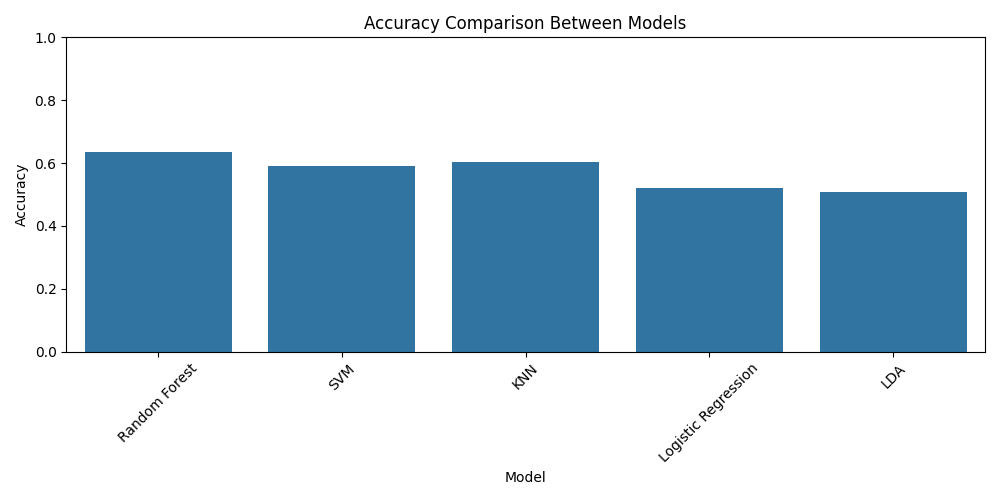 Accuracy Comparison Between Models
Accuracy
1.0
0.8
0.6
0.4
0.2
0.0
Random Forest
SVM
KNN
Logistic Regression
LDA
Model